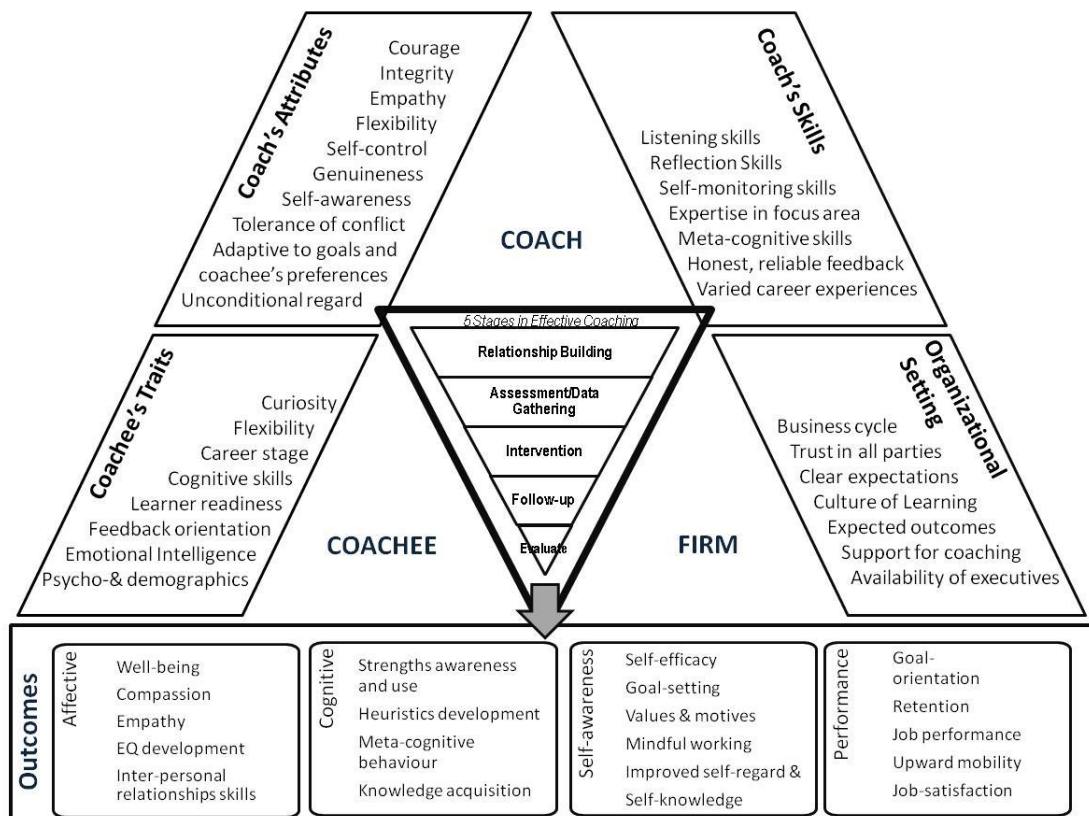 Coach's Attributes
Courage
Integrity
Empathy
Flexibility
Self-control
Genuineness
Self-awareness
Tolerance of conflict
Adaptive to goals and
coachee's preferences
Unconditional regard
COACH
Coach's Skills
Listening skills
Reflection Skills
Self-monitoring skills
Expertise in focus area
Meta-cognitive skills
Honest, reliable feedback
Varied career experiences
Coachee's Traits
Curiosity
Flexibility
Career stage
Cognitive skills
Learner readiness
Feedback orientation
Emotional Intelligence
Psycho-& demographics
COACHEE
5 Stages in Effective Coaching
Relationship Building
Assessment/Data
Gathering
Intervention
Follow-up
Evaluate
FIRM
Organizational
Setting
Business cycle
Trust in all parties
Clear expectations
Culture of Learning
Expected outcomes
Support for coaching
Availability of executives
Outcomes
Affective
Well-being
Compassion
Empathy
EQ development
Inter-personal
relationships skills
Cognitive
Strengths awareness
and use
Heuristics development
Meta-cognitive
behaviour
Knowledge acquisition
Self-awareness
Self-efficacy
Goal-setting
Values & motives
Mindful working
Improved self-regard &
Self-knowledge
Performance
Goal-
orientation
Retention
Job performance
Upward mobility
Job-satisfaction